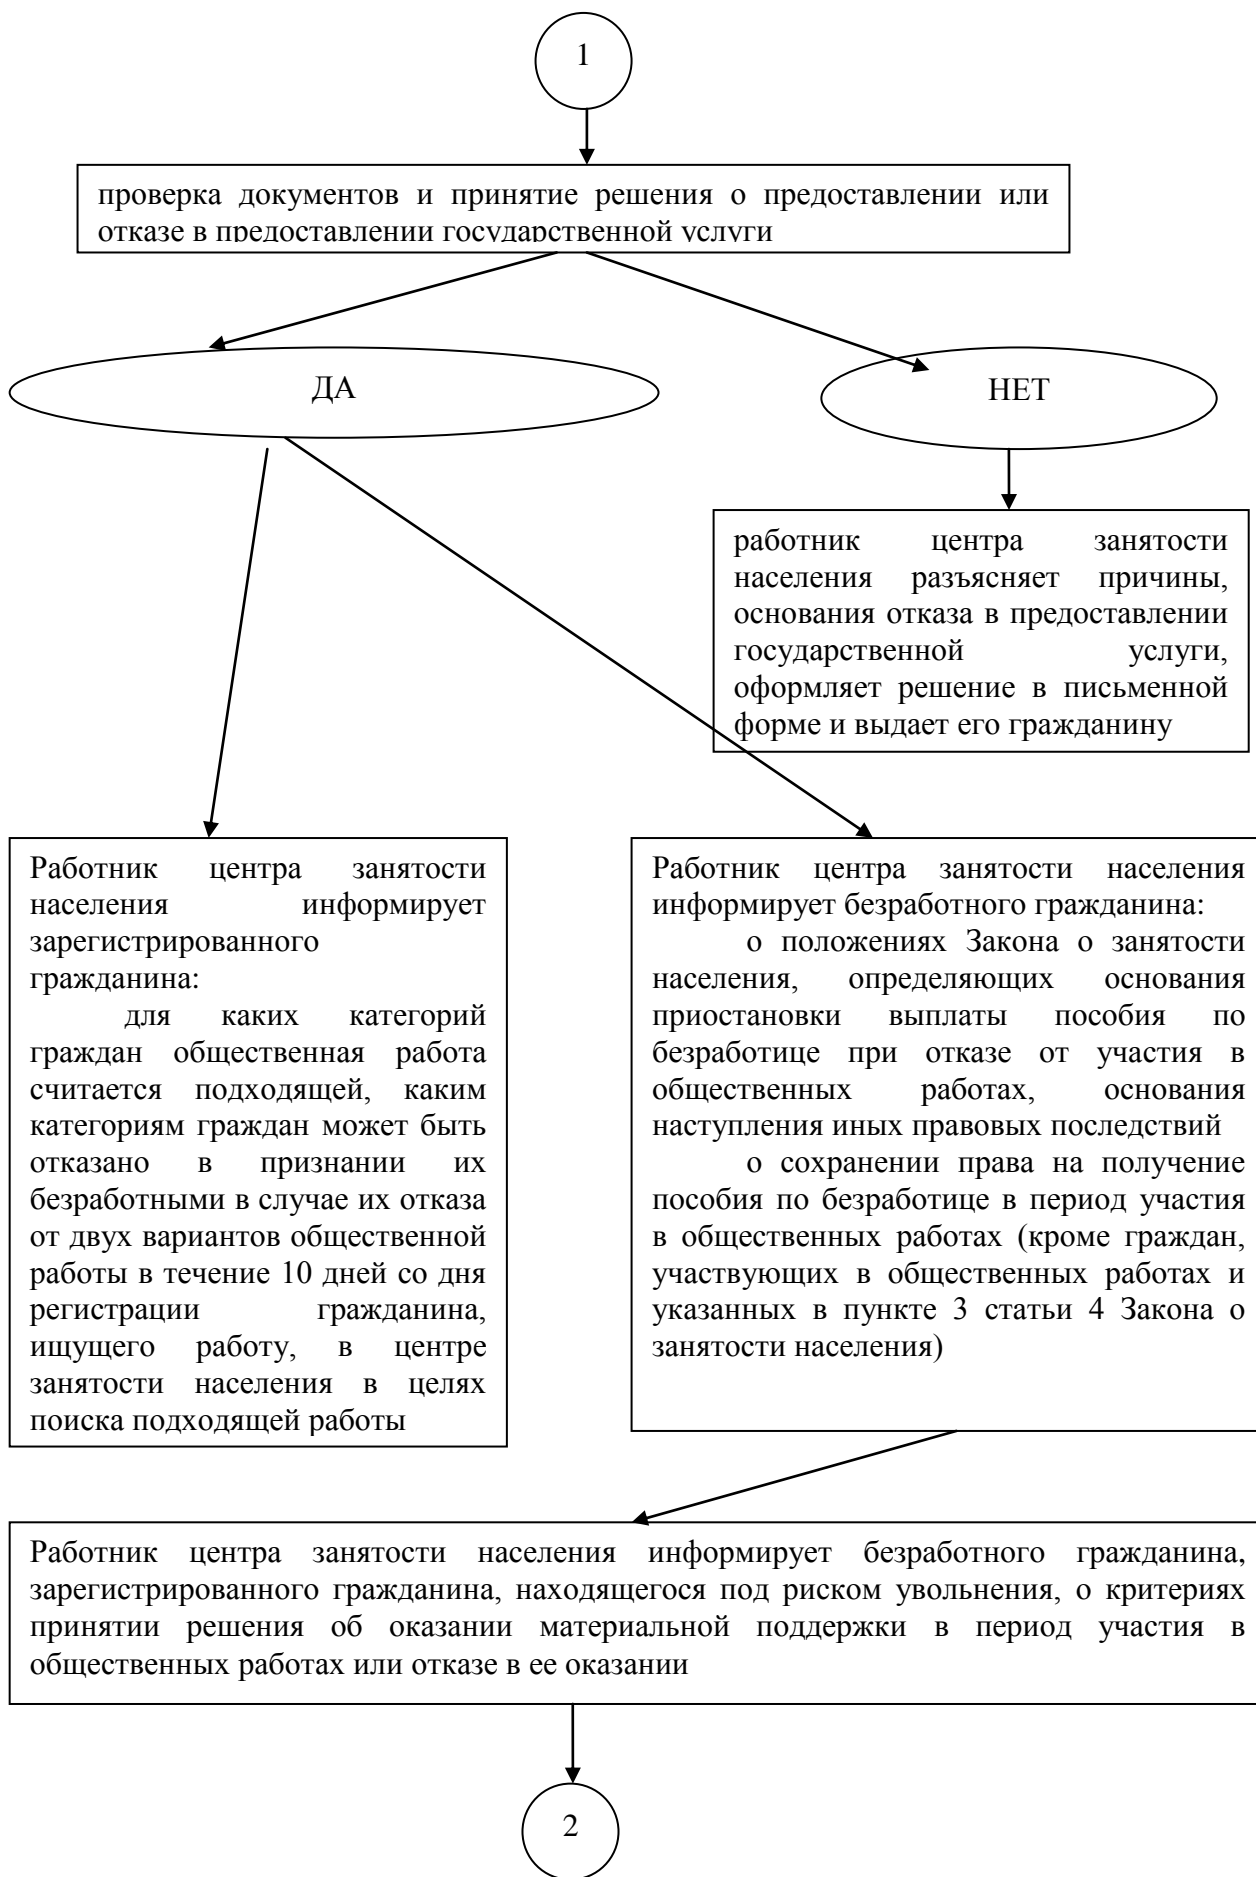 1
проверка документов и принятие решения о предоставлении или
отказе в предоставлении государственной услуги
ДА
НЕТ
работник центра занятости
населения разъясняет причины,
основания отказа в предоставлении
государственной услуги,
оформляет решение в письменной
форме и выдает его гражданину
Работник центра занятости
населения информирует
зарегистрированного
гражданина:
для каких категорий
граждан общественная работа
считается подходящей, каким
категориям граждан может быть
отказано в признании их
безработными в случае их отказа
от двух вариантов общественной
работы в течение 10 дней со дня
регистрации гражданина,
ищущего работу, в центре
занятости населения в целях
поиска подходящей работы
Работник центра занятости населения
информирует безработного гражданина:
о положениях Закона о занятости
населения, определяющих основания
приостановки выплаты пособия по
безработице при отказе от участия в
общественных работах, основания
наступления иных правовых последствий
о сохранении права на получение
пособия по безработице в период участия
в общественных работах (кроме граждан,
участвующих в общественных работах и
указанных в пункте 3 статьи 4 Закона о
занятости населения)
Работник центра занятости населения информирует безработного гражданина,
зарегистрированного гражданина, находящегося под риском увольнения, о критериях
принятии решения об оказании материальной поддержки в период участия в
общественных работах или отказе в ее оказании
2